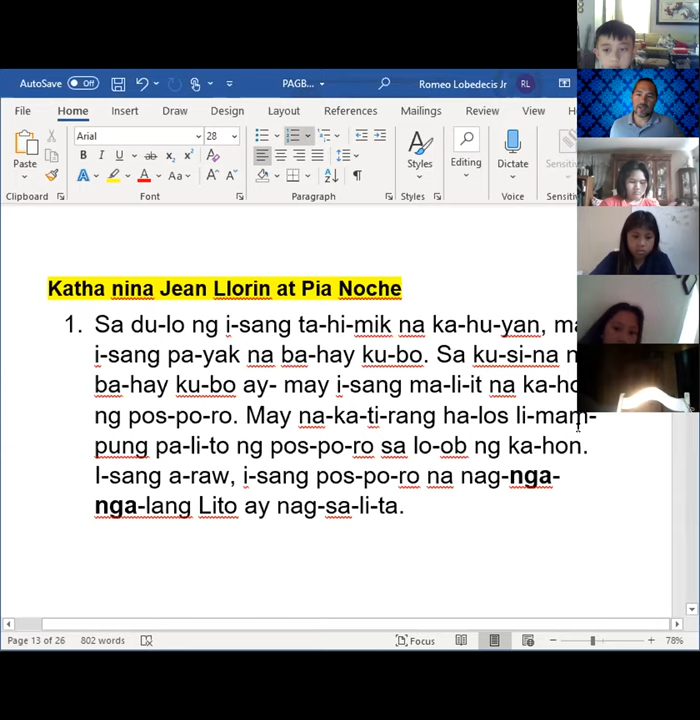 AutoSave Off PAGB... Romeo Lobedecis Jr RL
File Home Insert Draw Design Layout References Mailings Review View H
Arial 28
Paste B I U ab x₂ x² Styles Editing Dictate Sensitivi
A A Aa A A
Clipboard Font Paragraph Styles Voice Sensiti
Katha nina Jean Llorin at Pia Noche
1. Sa du-lo ng i-sang ta-hi-mik na ka-hu-yan, ma
i-sang pa-yak na ba-hay ku-bo. Sa ku-si-na n
ba-hay ku-bo ay- may i-sang ma-li-it na ka-ho
ng pos-po-ro. May na-ka-ti-rang ha-los li-mam-
pung pa-li-to ng pos-po-ro sa lo-ob ng ka-hon.
I-sang a-raw, i-sang pos-po-ro na nag-nga-
nga-lang Lito ay nag-sa-li-ta.
Page 13 of 26 802 words Focus 78%